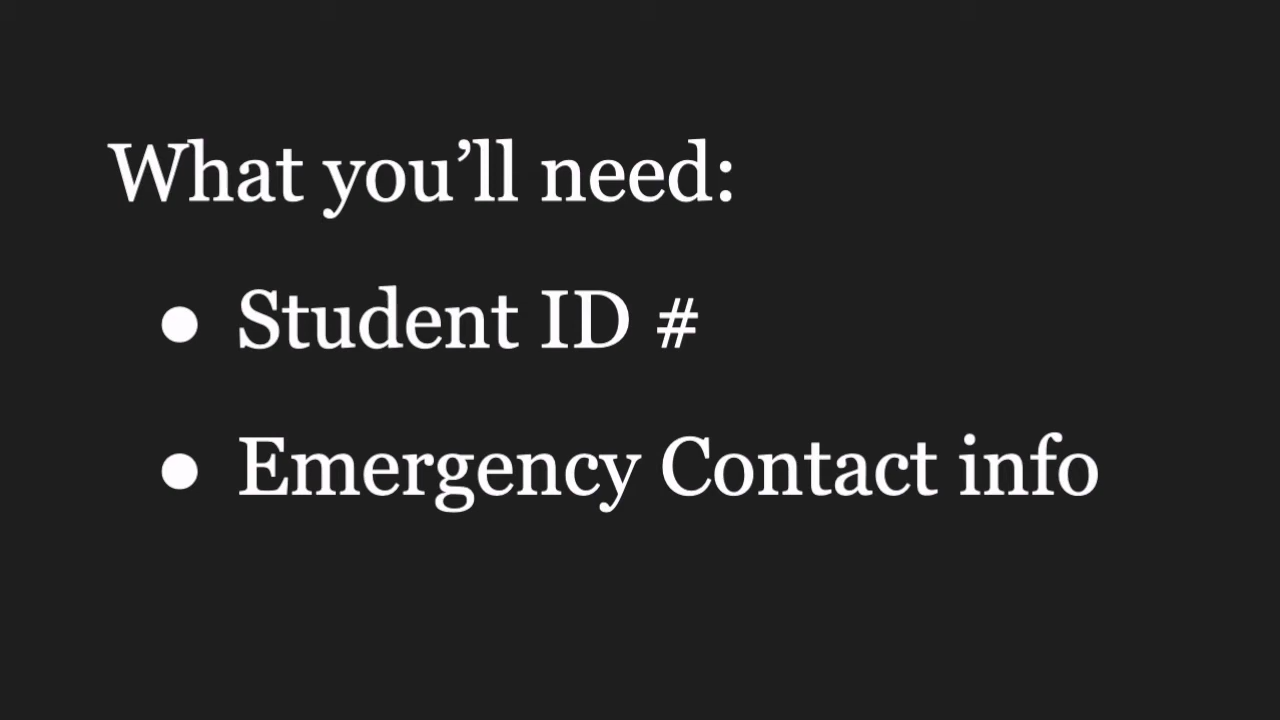 What you’ll need:
● Student ID #
● Emergency Contact info